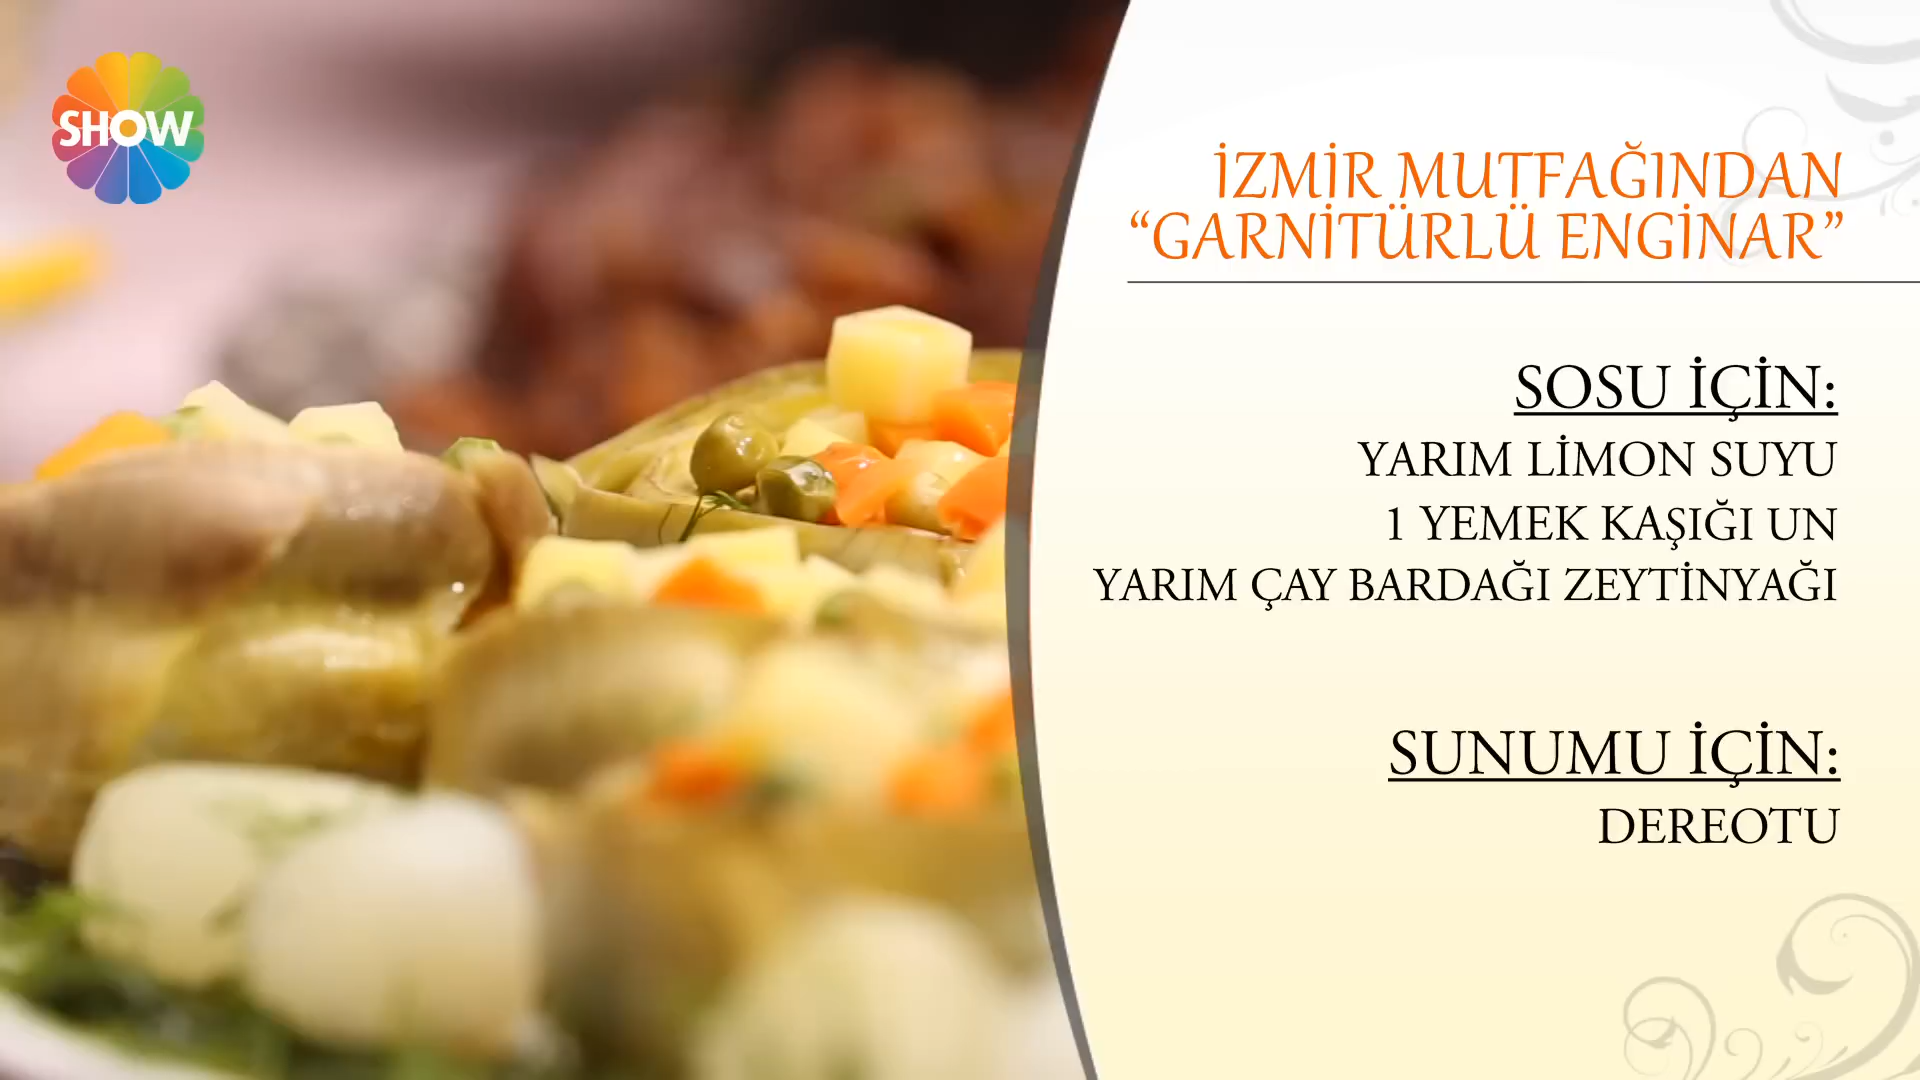 SHOW
İZMİR MUTFAĞINDAN
“GARNİTÜRLÜ ENGİNAR”
SOSU İÇİN:
YARIM LİMON SUYU
1 YEMEK KAŞIĞI UN
YARIM ÇAY BARDAĞI ZEYTİNYAĞI
SUNUMU İÇİN:
DEREOTU